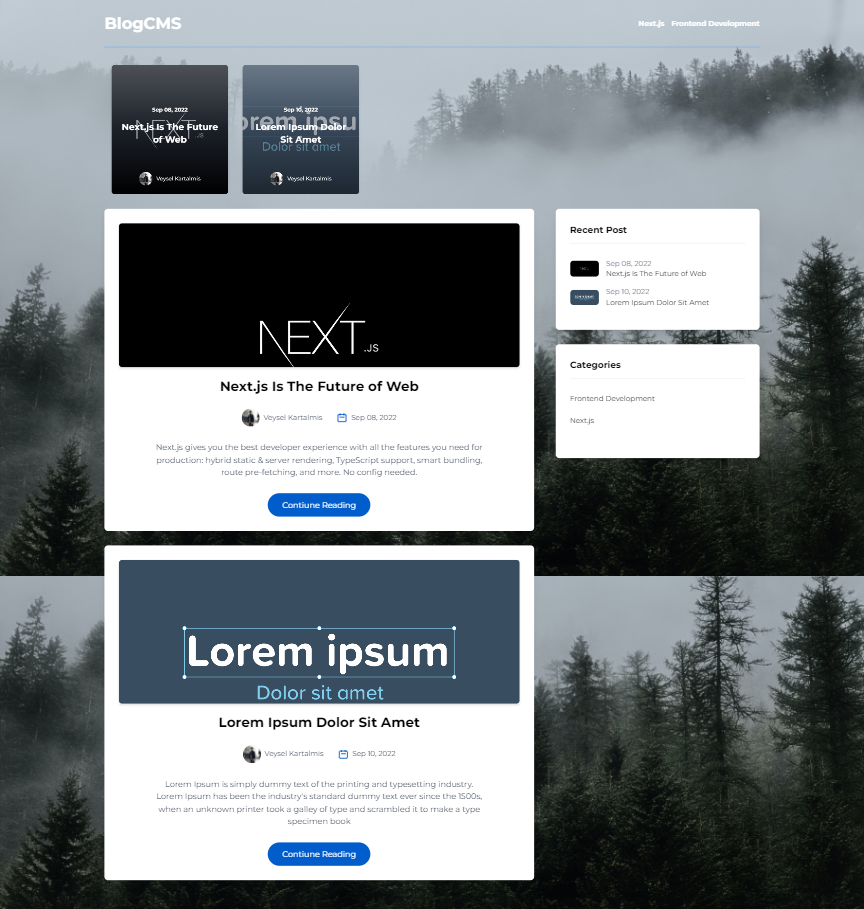 BlogCMS
Next.js Frontend Development
Sep 08, 2022
NEXT.JS
Next.js Is The Future
of Web
Veysel Kartalmis
Sep 10, 2022
Lorem Ipsum Dolor
Sit Amet
Dolor sit amet
Veysel Kartalmis
NEXT.JS
Next.js Is The Future of Web
Veysel Kartalmis Sep 08, 2022
Next.js gives you the best developer experience with all the features you need for
production: hybrid static & server rendering, TypeScript support, smart bundling,
route pre-fetching, and more. No config needed.
Contiune Reading
Recent Post
Sep 08, 2022
Next.js Is The Future of Web
Sep 10, 2022
Lorem Ipsum Dolor Sit Amet
Categories
Frontend Development
Next.js
Lorem ipsum
Dolor sit amet
Lorem Ipsum Dolor Sit Amet
Veysel Kartalmis Sep 10, 2022
Lorem Ipsum is simply dummy text of the printing and typesetting industry.
Lorem Ipsum has been the industry's standard dummy text ever since the 1500s,
when an unknown printer took a galley of type and scrambled it to make a type
specimen book
Contiune Reading